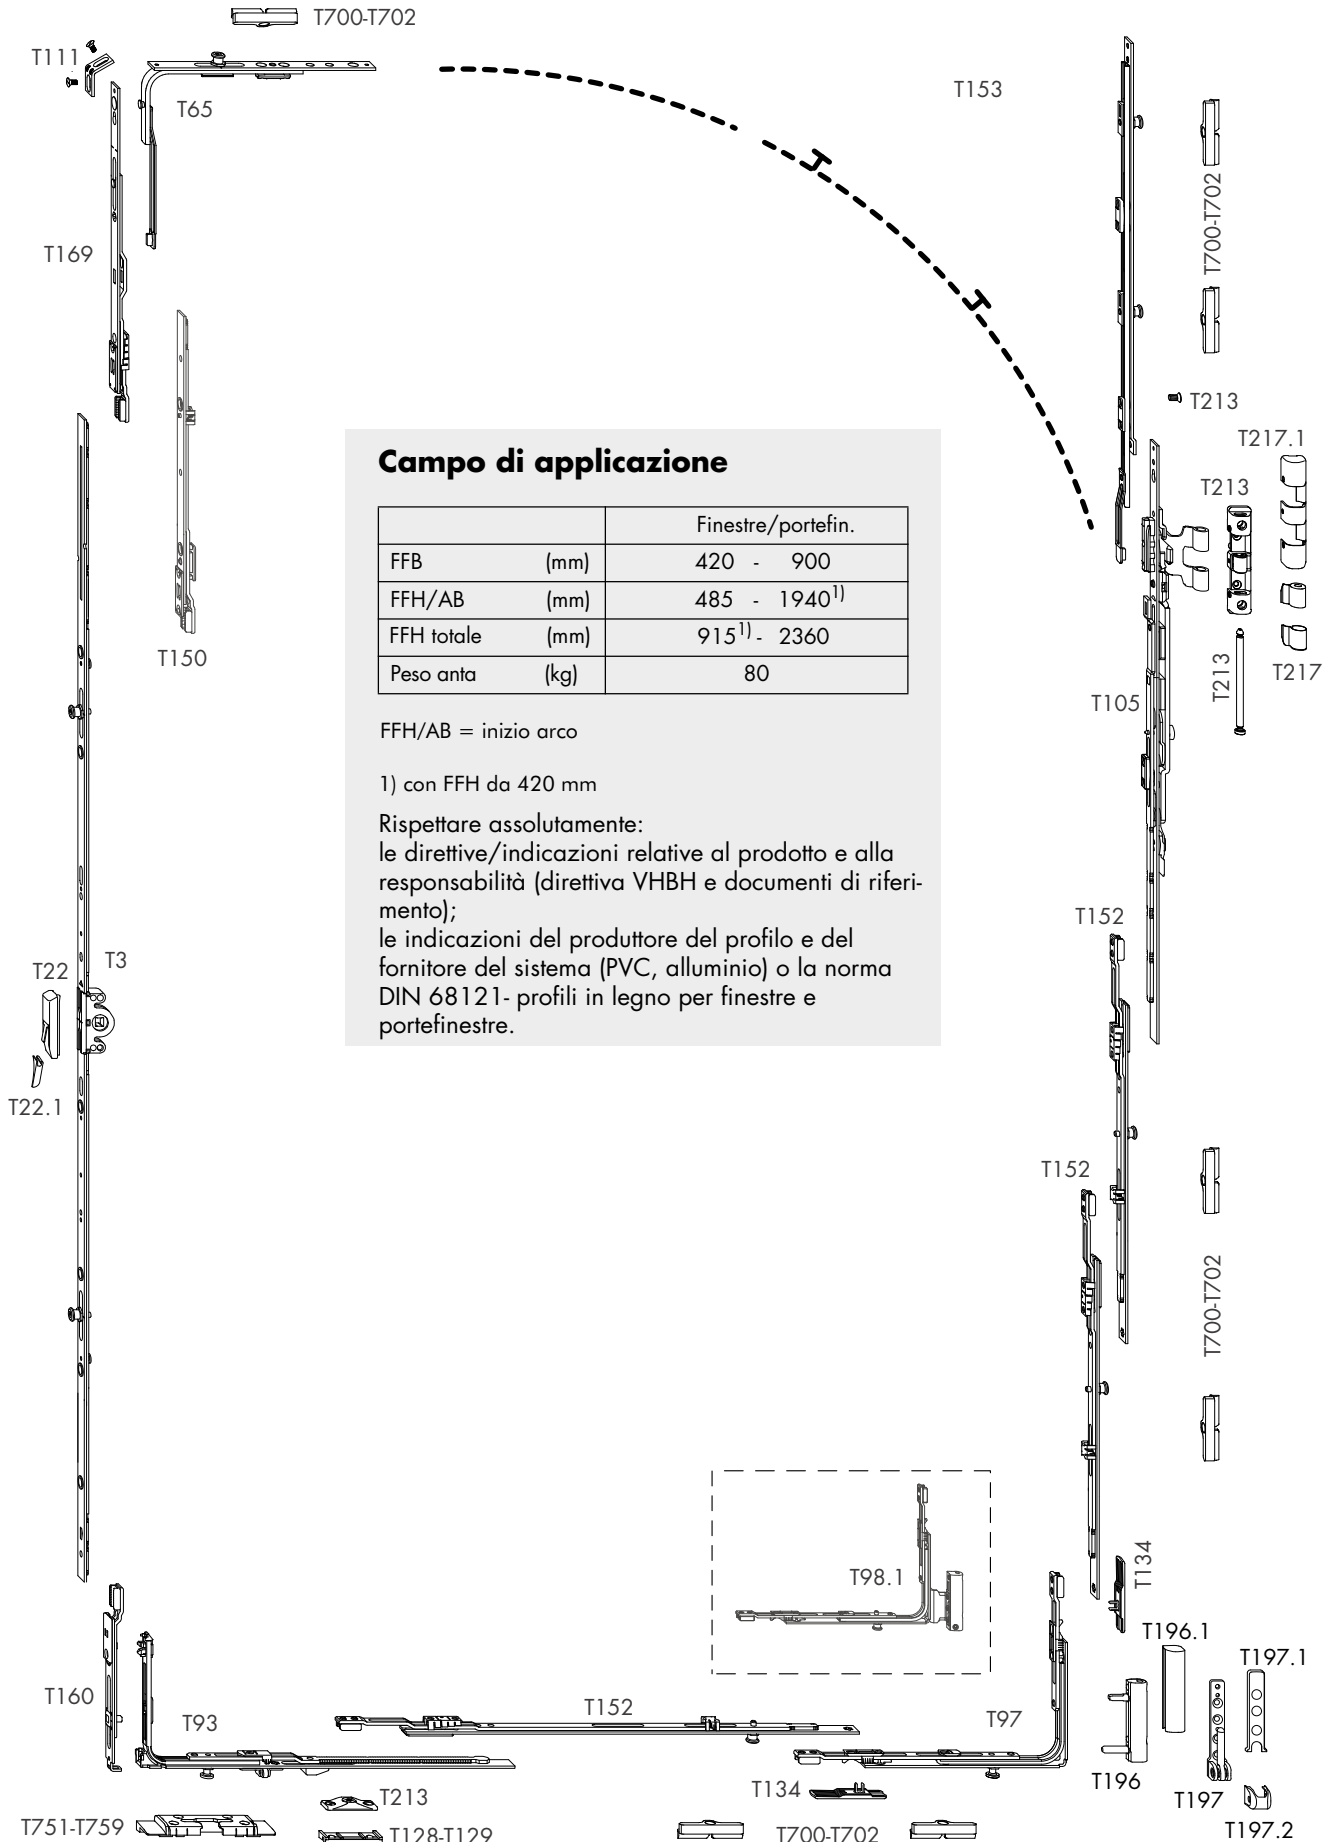 T700-T702
T111
T65
T153
T700-T702
T169
T213
T217.1
T213
Campo di applicazione
Finestre/portefin.
FFB (mm) 420 - 900
FFH/AB (mm) 485 - 1940 1)
FFH totale (mm) 915 1) - 2360
Peso anta (kg) 80
FFH/AB = inizio arco
1) con FFH da 420 mm
Rispettare assolutamente:
le direttive/indicazioni relative al prodotto e alla
responsabilità (direttiva VHBH e documenti di riferi-
mento);
le indicazioni del produttore del profilo e del
fornitore del sistema (PVC, alluminio) o la norma
DIN 68121- profili in legno per finestre e
portefinestre.
T150
T213
T217
T105
T152
T22
T3
T22.1
T152
T700-T702
T98.1
T134
T196.1
T197.1
T160
T93
T152
T97
T196
T197
T197.2
T134
T213
T751-T759
T128-T129
T700-T702